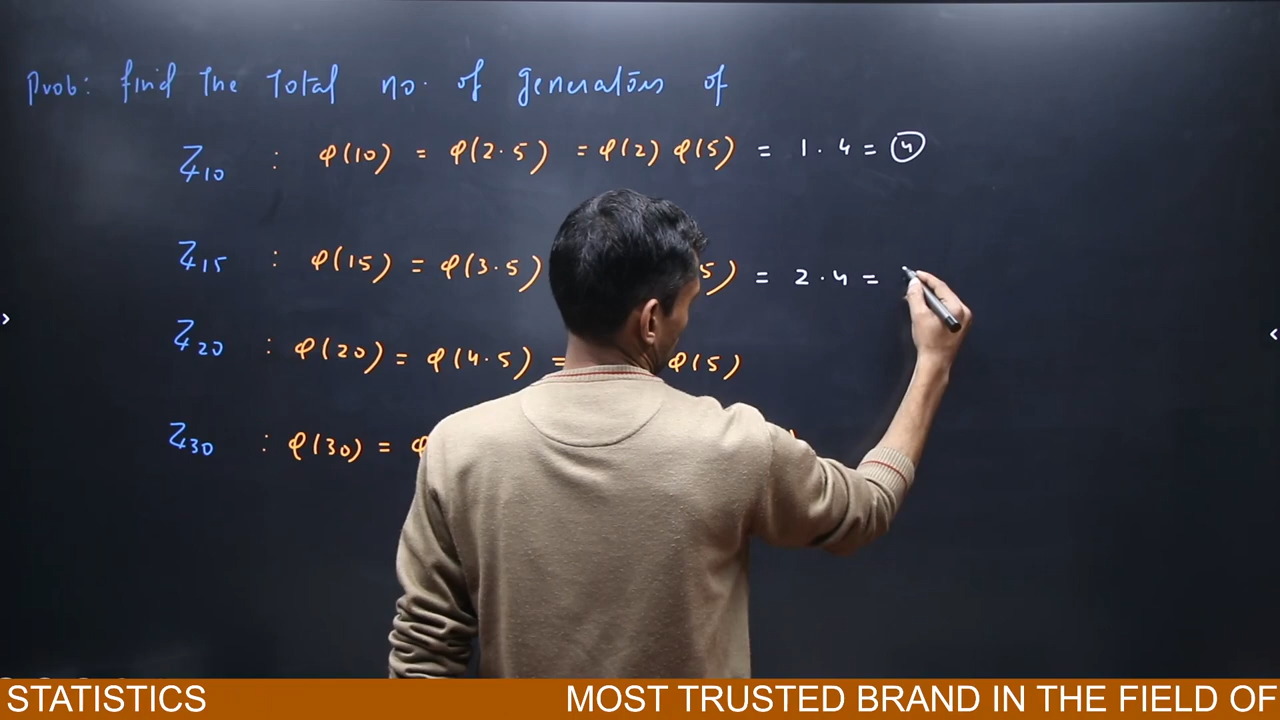 Prob: find the total no. of generators of
Z10 : φ(10) = φ(2·5) = φ(2) φ(5) = 1·4 = 4
Z15 : φ(15) = φ(3·5) 5) = 2·4 =
Z20 : φ(20) = φ(4·5) = φ(5)
Z30 : φ(30) = φ
STATISTICS MOST TRUSTED BRAND IN THE FIELD OF